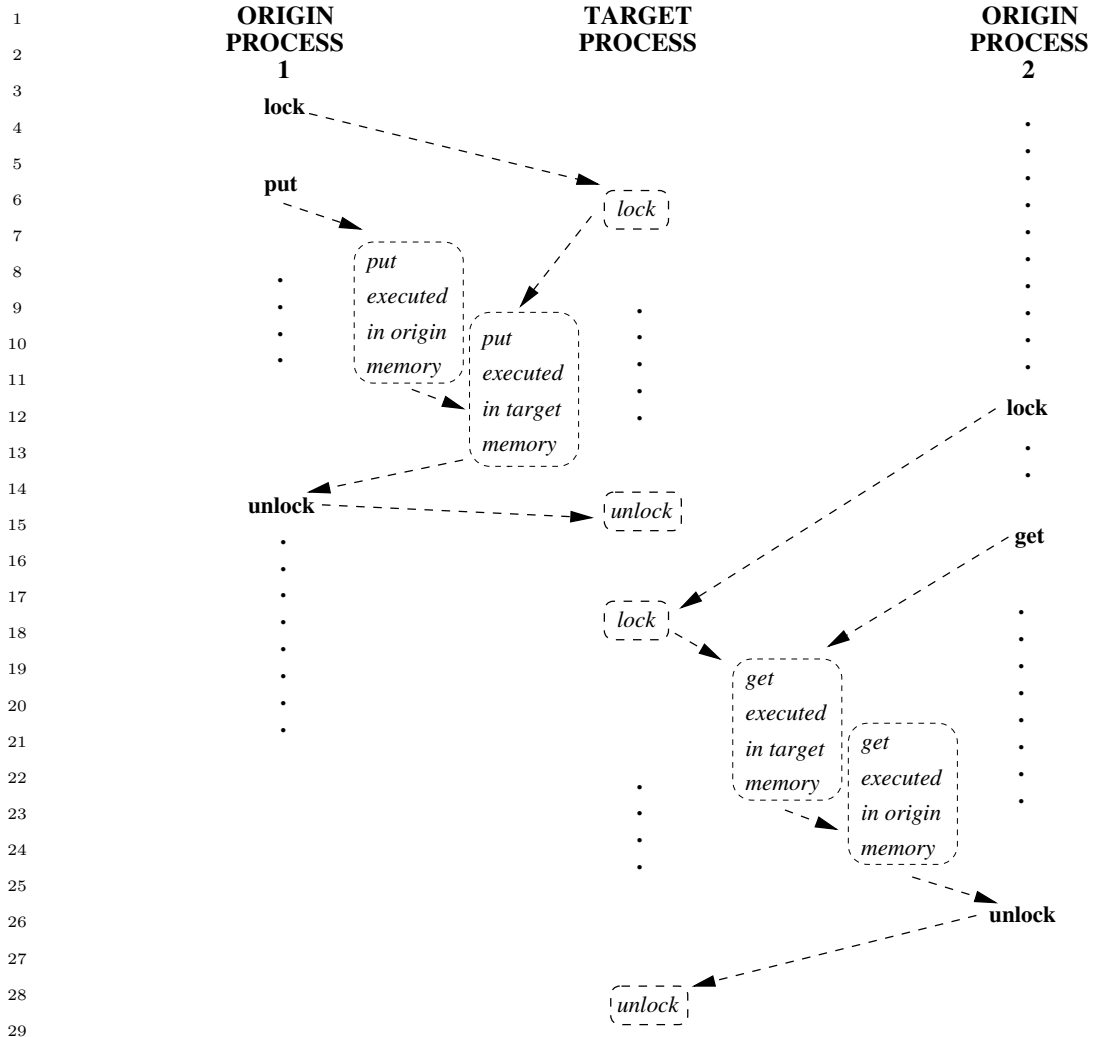 1
ORIGIN
TARGET
ORIGIN
PROCESS
PROCESS
PROCESS
2
1
2
3
lock
4
5
put
6
lock
7
put
8
executed
9
in origin
put
10
memory
executed
11
in target
12
lock
memory
13
14
unlock
unlock
15
get
16
17
lock
18
19
get
20
executed
21
in target
get
22
memory
executed
23
in origin
24
memory
25
26
unlock
27
28
unlock
29